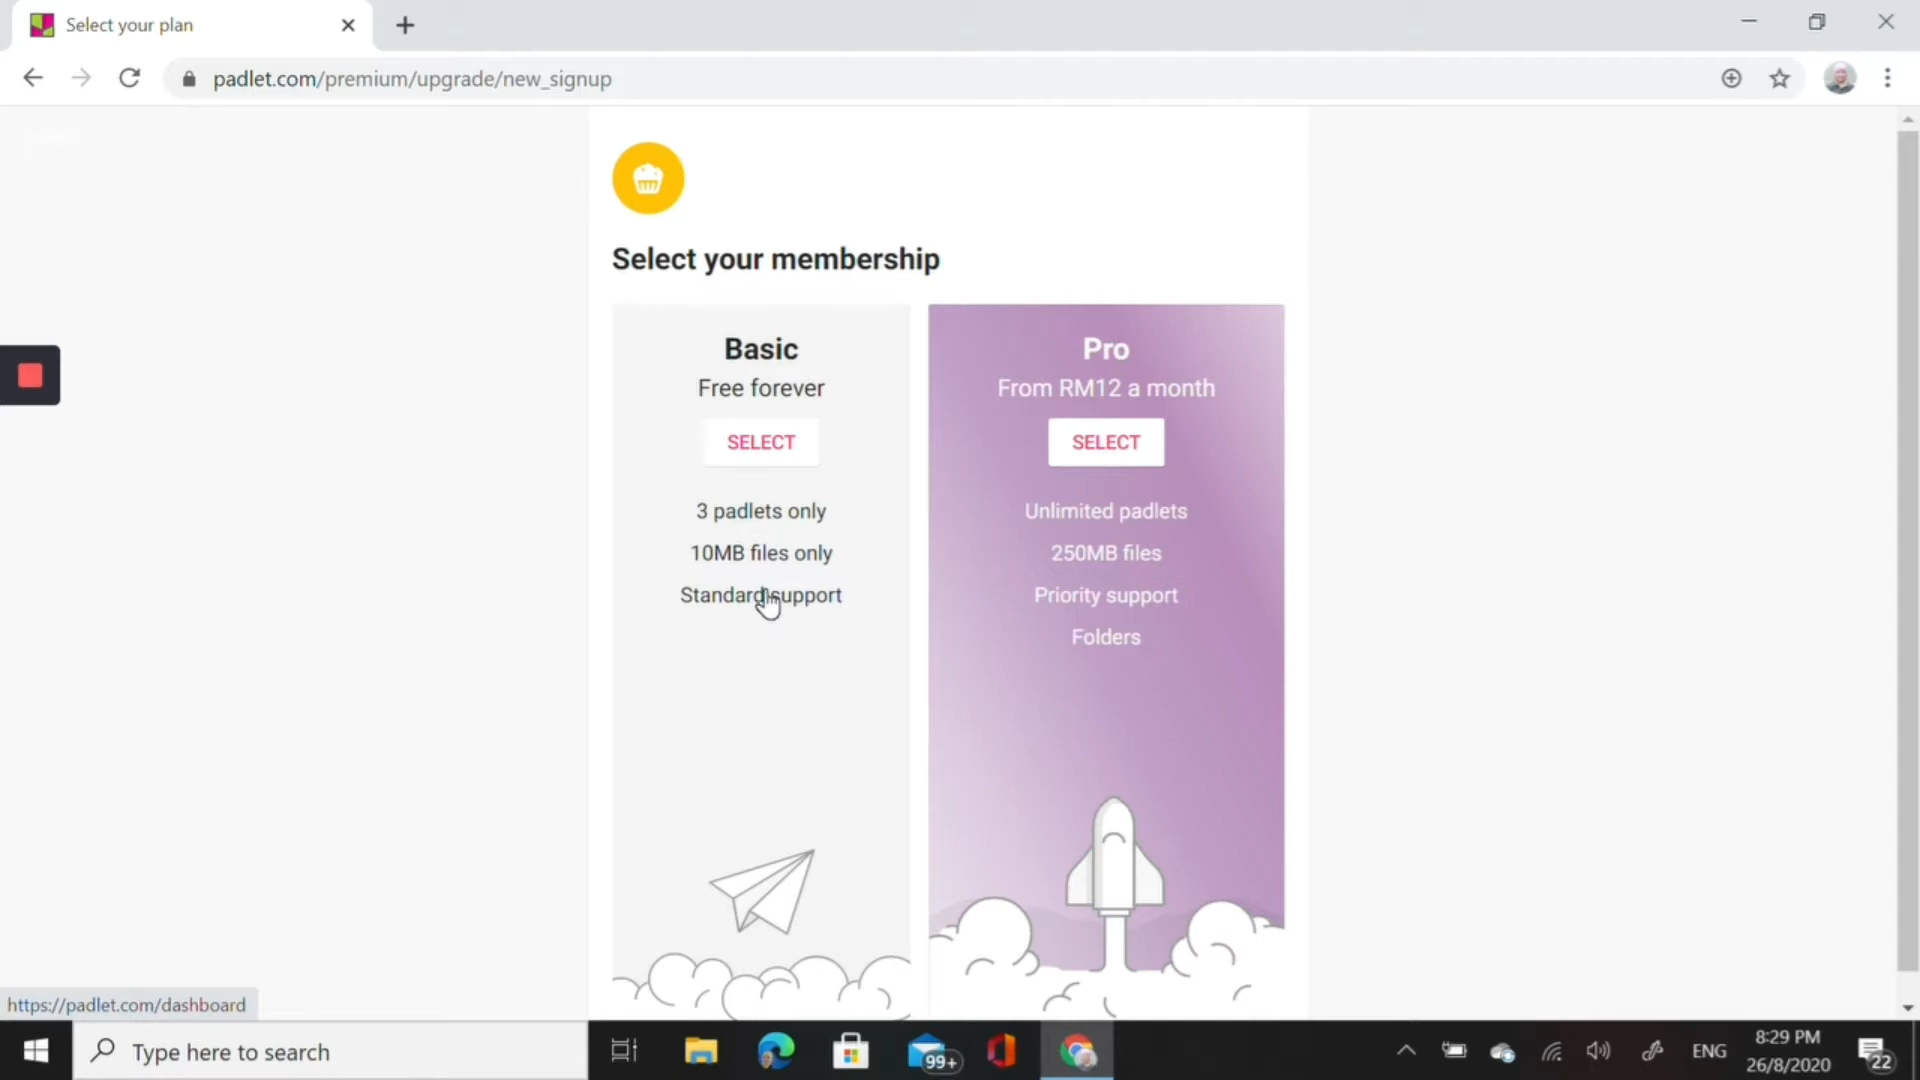 Select your plan
padlet.com/premium/upgrade/new_signup
Select your membership
Basic
Free forever
SELECT
3 padlets only
10MB files only
Standard support
Pro
From RM12 a month
SELECT
Unlimited padlets
250MB files
Priority support
Folders
https://padlet.com/dashboard
Type here to search
99+
ENG
8:29 PM
26/8/2020
22